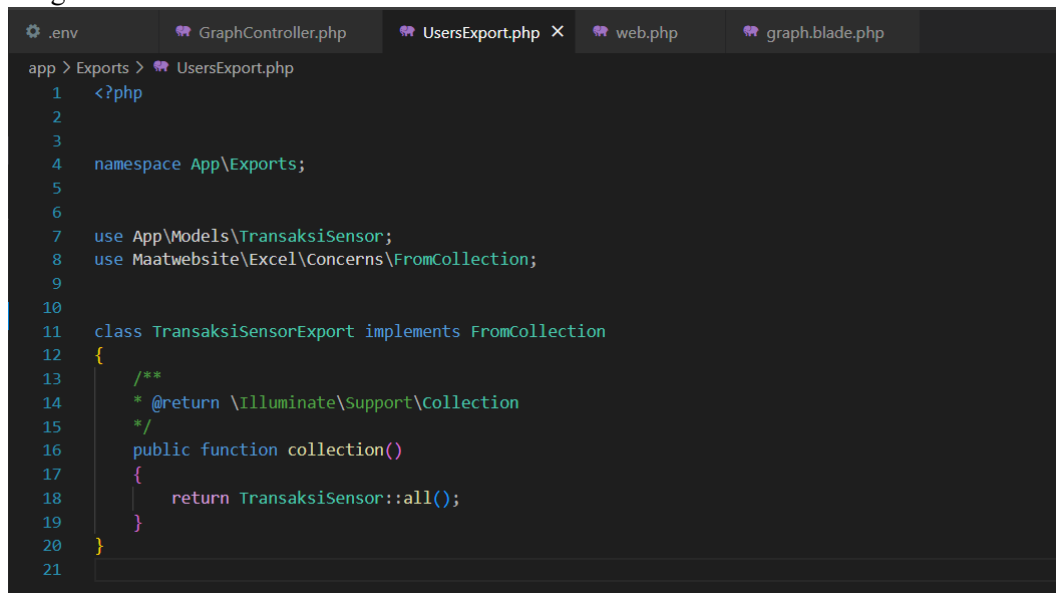 .env GraphController.php UsersExport.php web.php graph.blade.php
app > Exports > UsersExport.php
1 <?php
2
3
4 namespace App\Exports;
5
6
7 use App\Models\TransaksiSensor;
8 use Maatwebsite\Excel\Concerns\FromCollection;
9
10
11 class TransaksiSensorExport implements FromCollection
12 {
13 /**
14 * @return \Illuminate\Support\Collection
15 */
16 public function collection()
17 {
18 return TransaksiSensor::all();
19 }
20 }
21